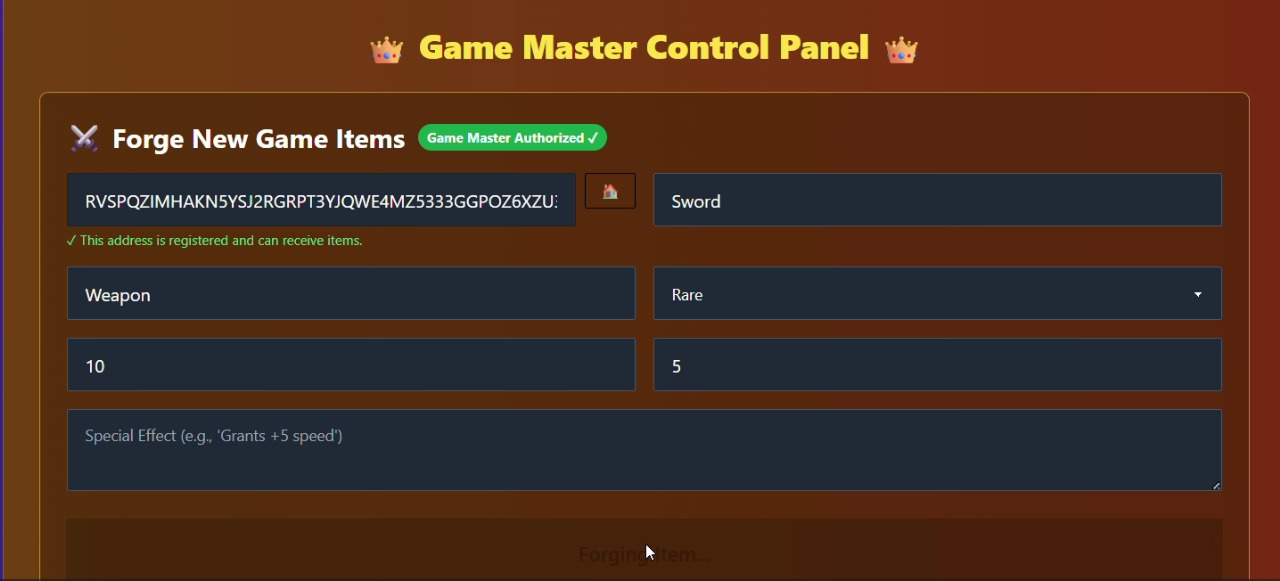 Game Master Control Panel
Forge New Game Items
Game Master Authorized ✓
RVSPQZIMHAKN5YSJ2RGRPT3YJQWE4MZ5333GGPOZ6XZU
Sword
✓ This address is registered and can receive items.
Weapon
Rare
10
5
Special Effect (e.g., 'Grants +5 speed')
Forging Item...